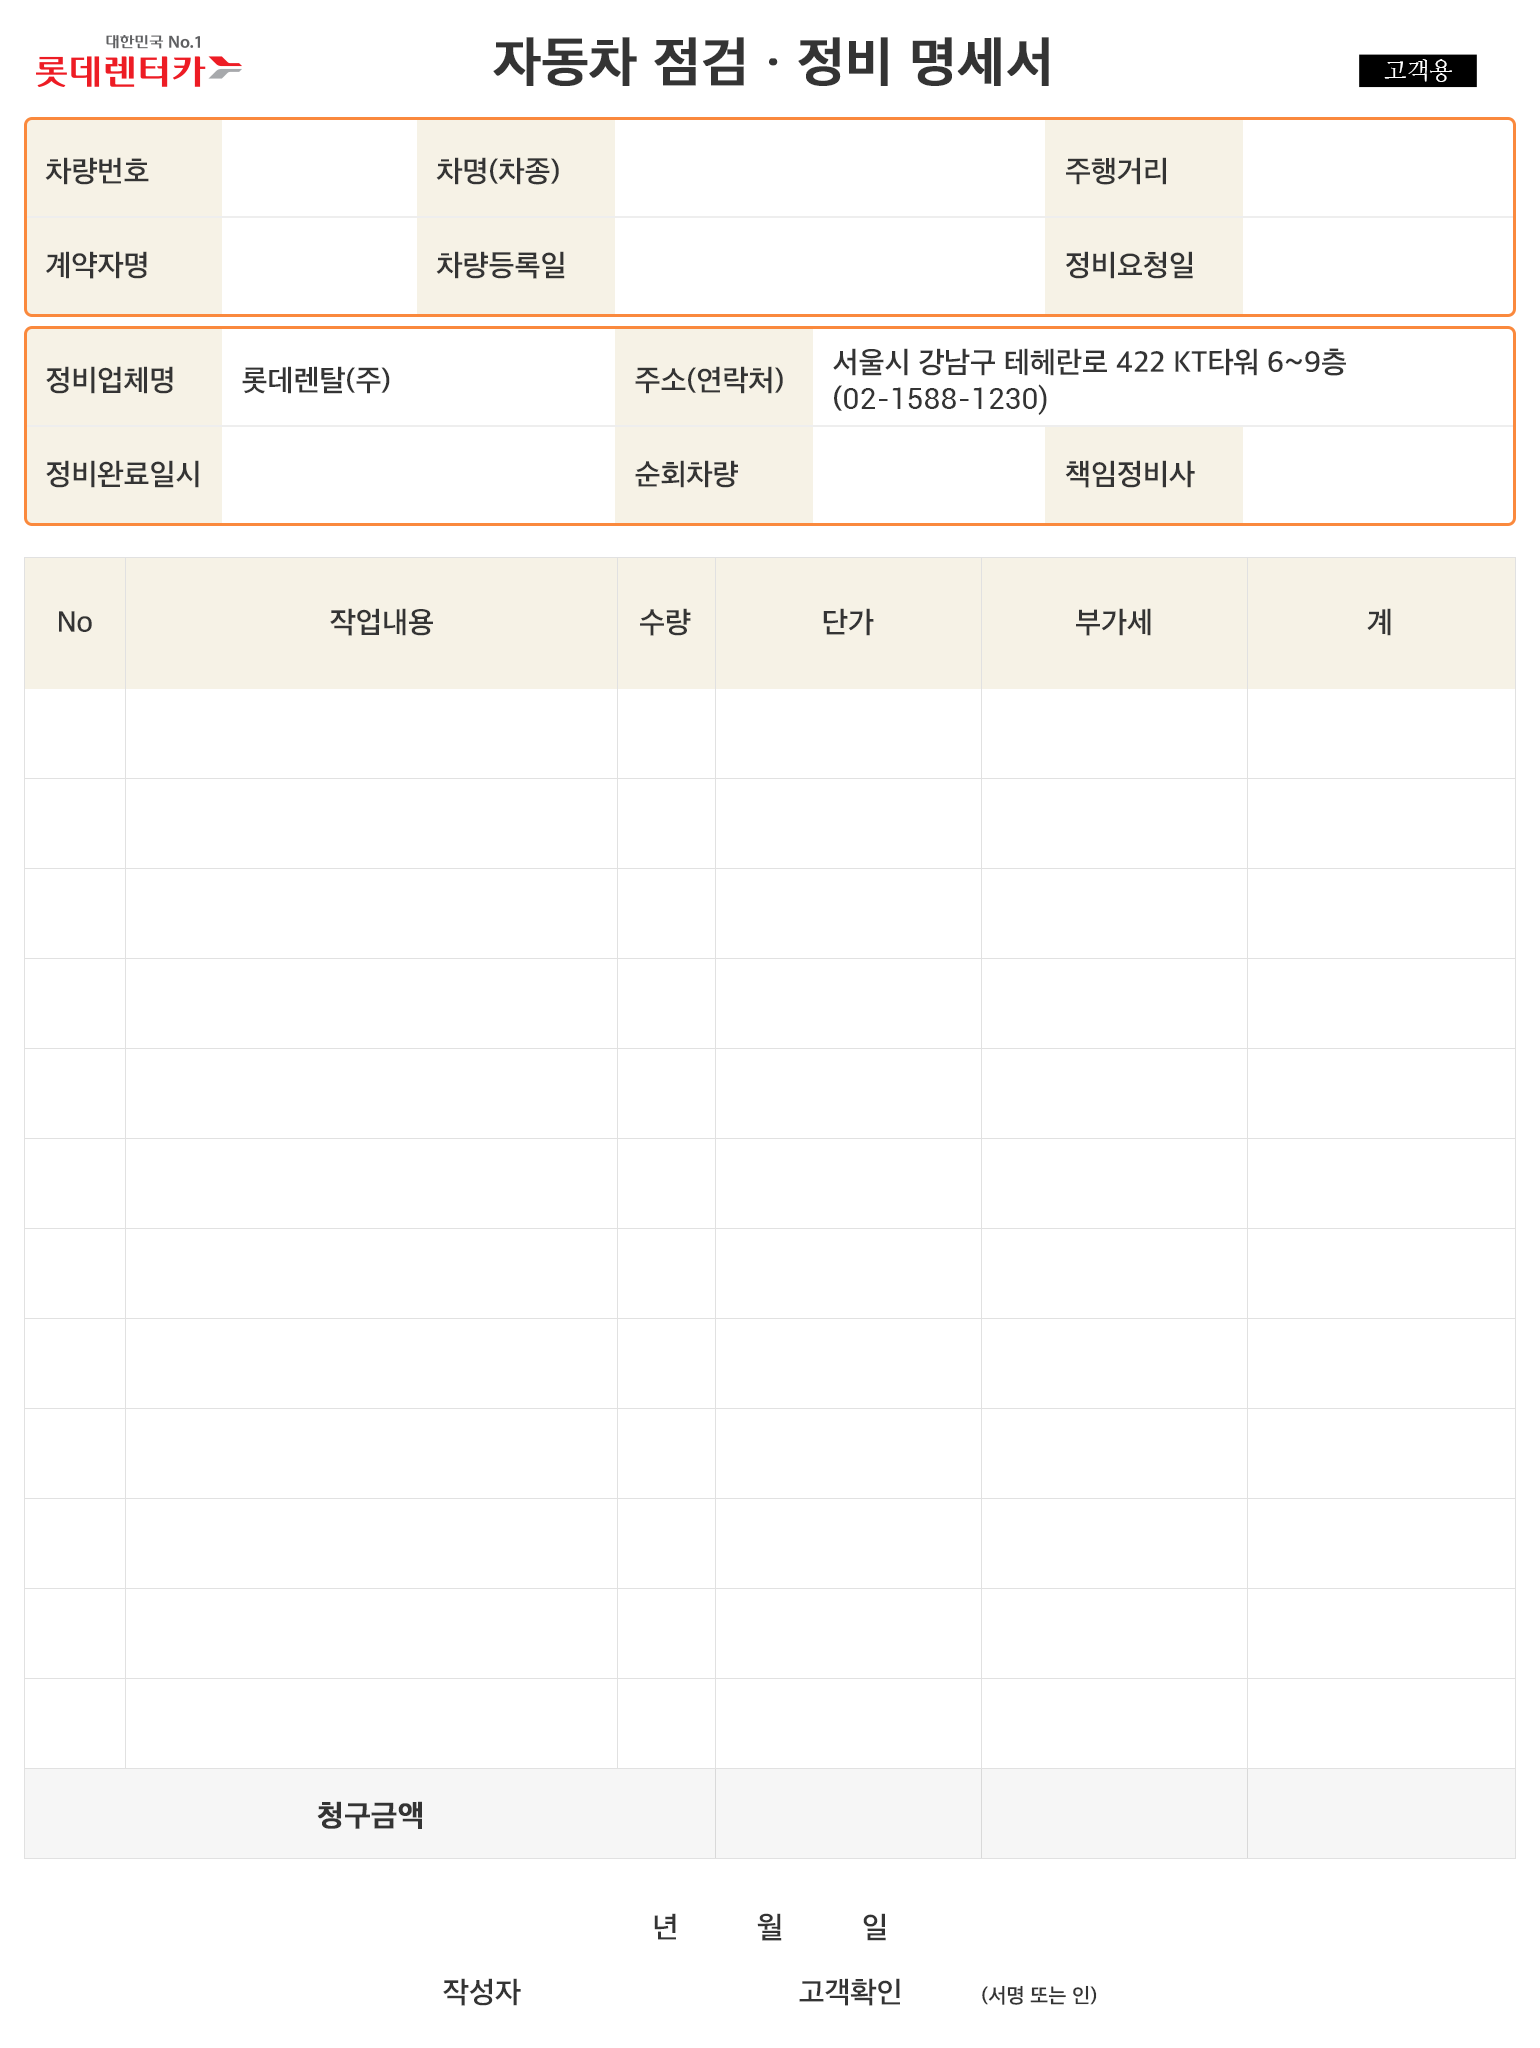 대한민국 No.1
롯데렌터카
자동차 점검 · 정비 명세서
고객용
차량번호 차명(차종) 주행거리
계약자명 차량등록일 정비요청일
정비업체명 롯데렌탈(주) 주소(연락처) 서울시 강남구 테헤란로 422 KT타워 6~9층
(02-1588-1230)
정비완료일시 순회차량 책임정비사
No 작업내용 수량 단가 부가세 계
청구금액
년 월 일
작성자 고객확인 (서명 또는 인)